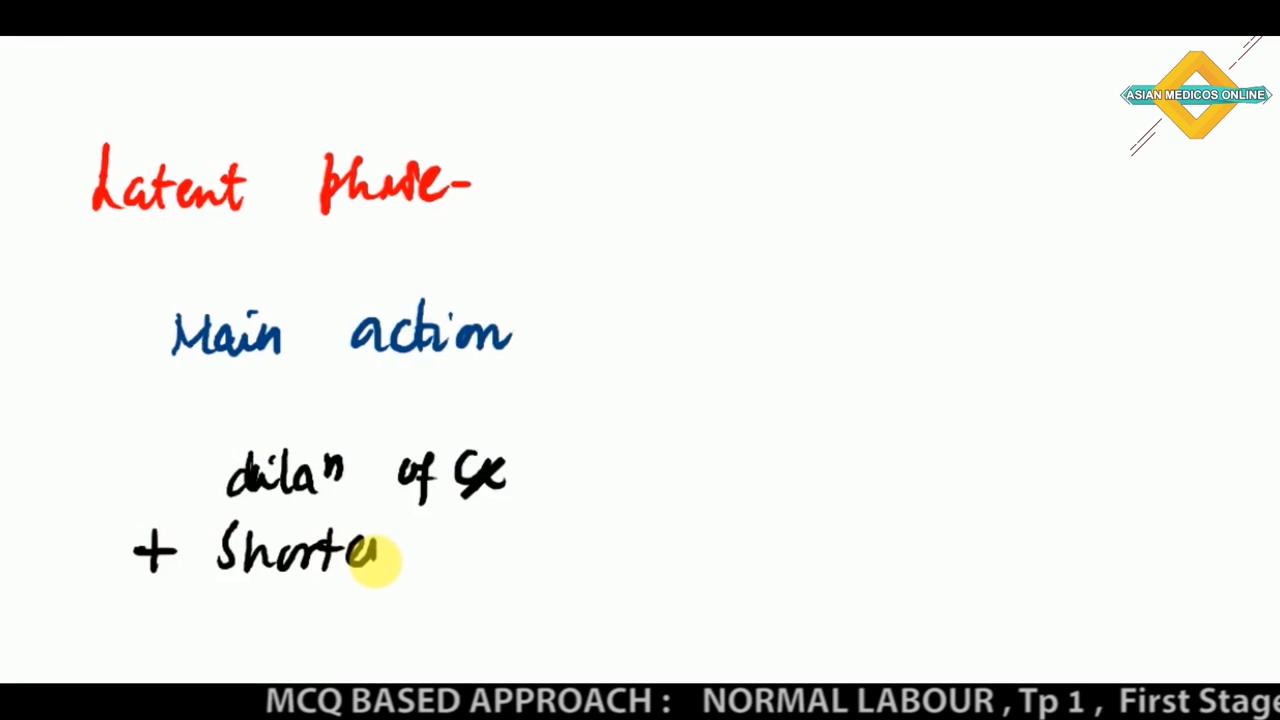 ASIAN MEDICOS ONLINE
Latent phase-
Main action
dilaⁿ of Cx
+ Shorte
MCQ BASED APPROACH : NORMAL LABOUR , Tp 1 , First Stage